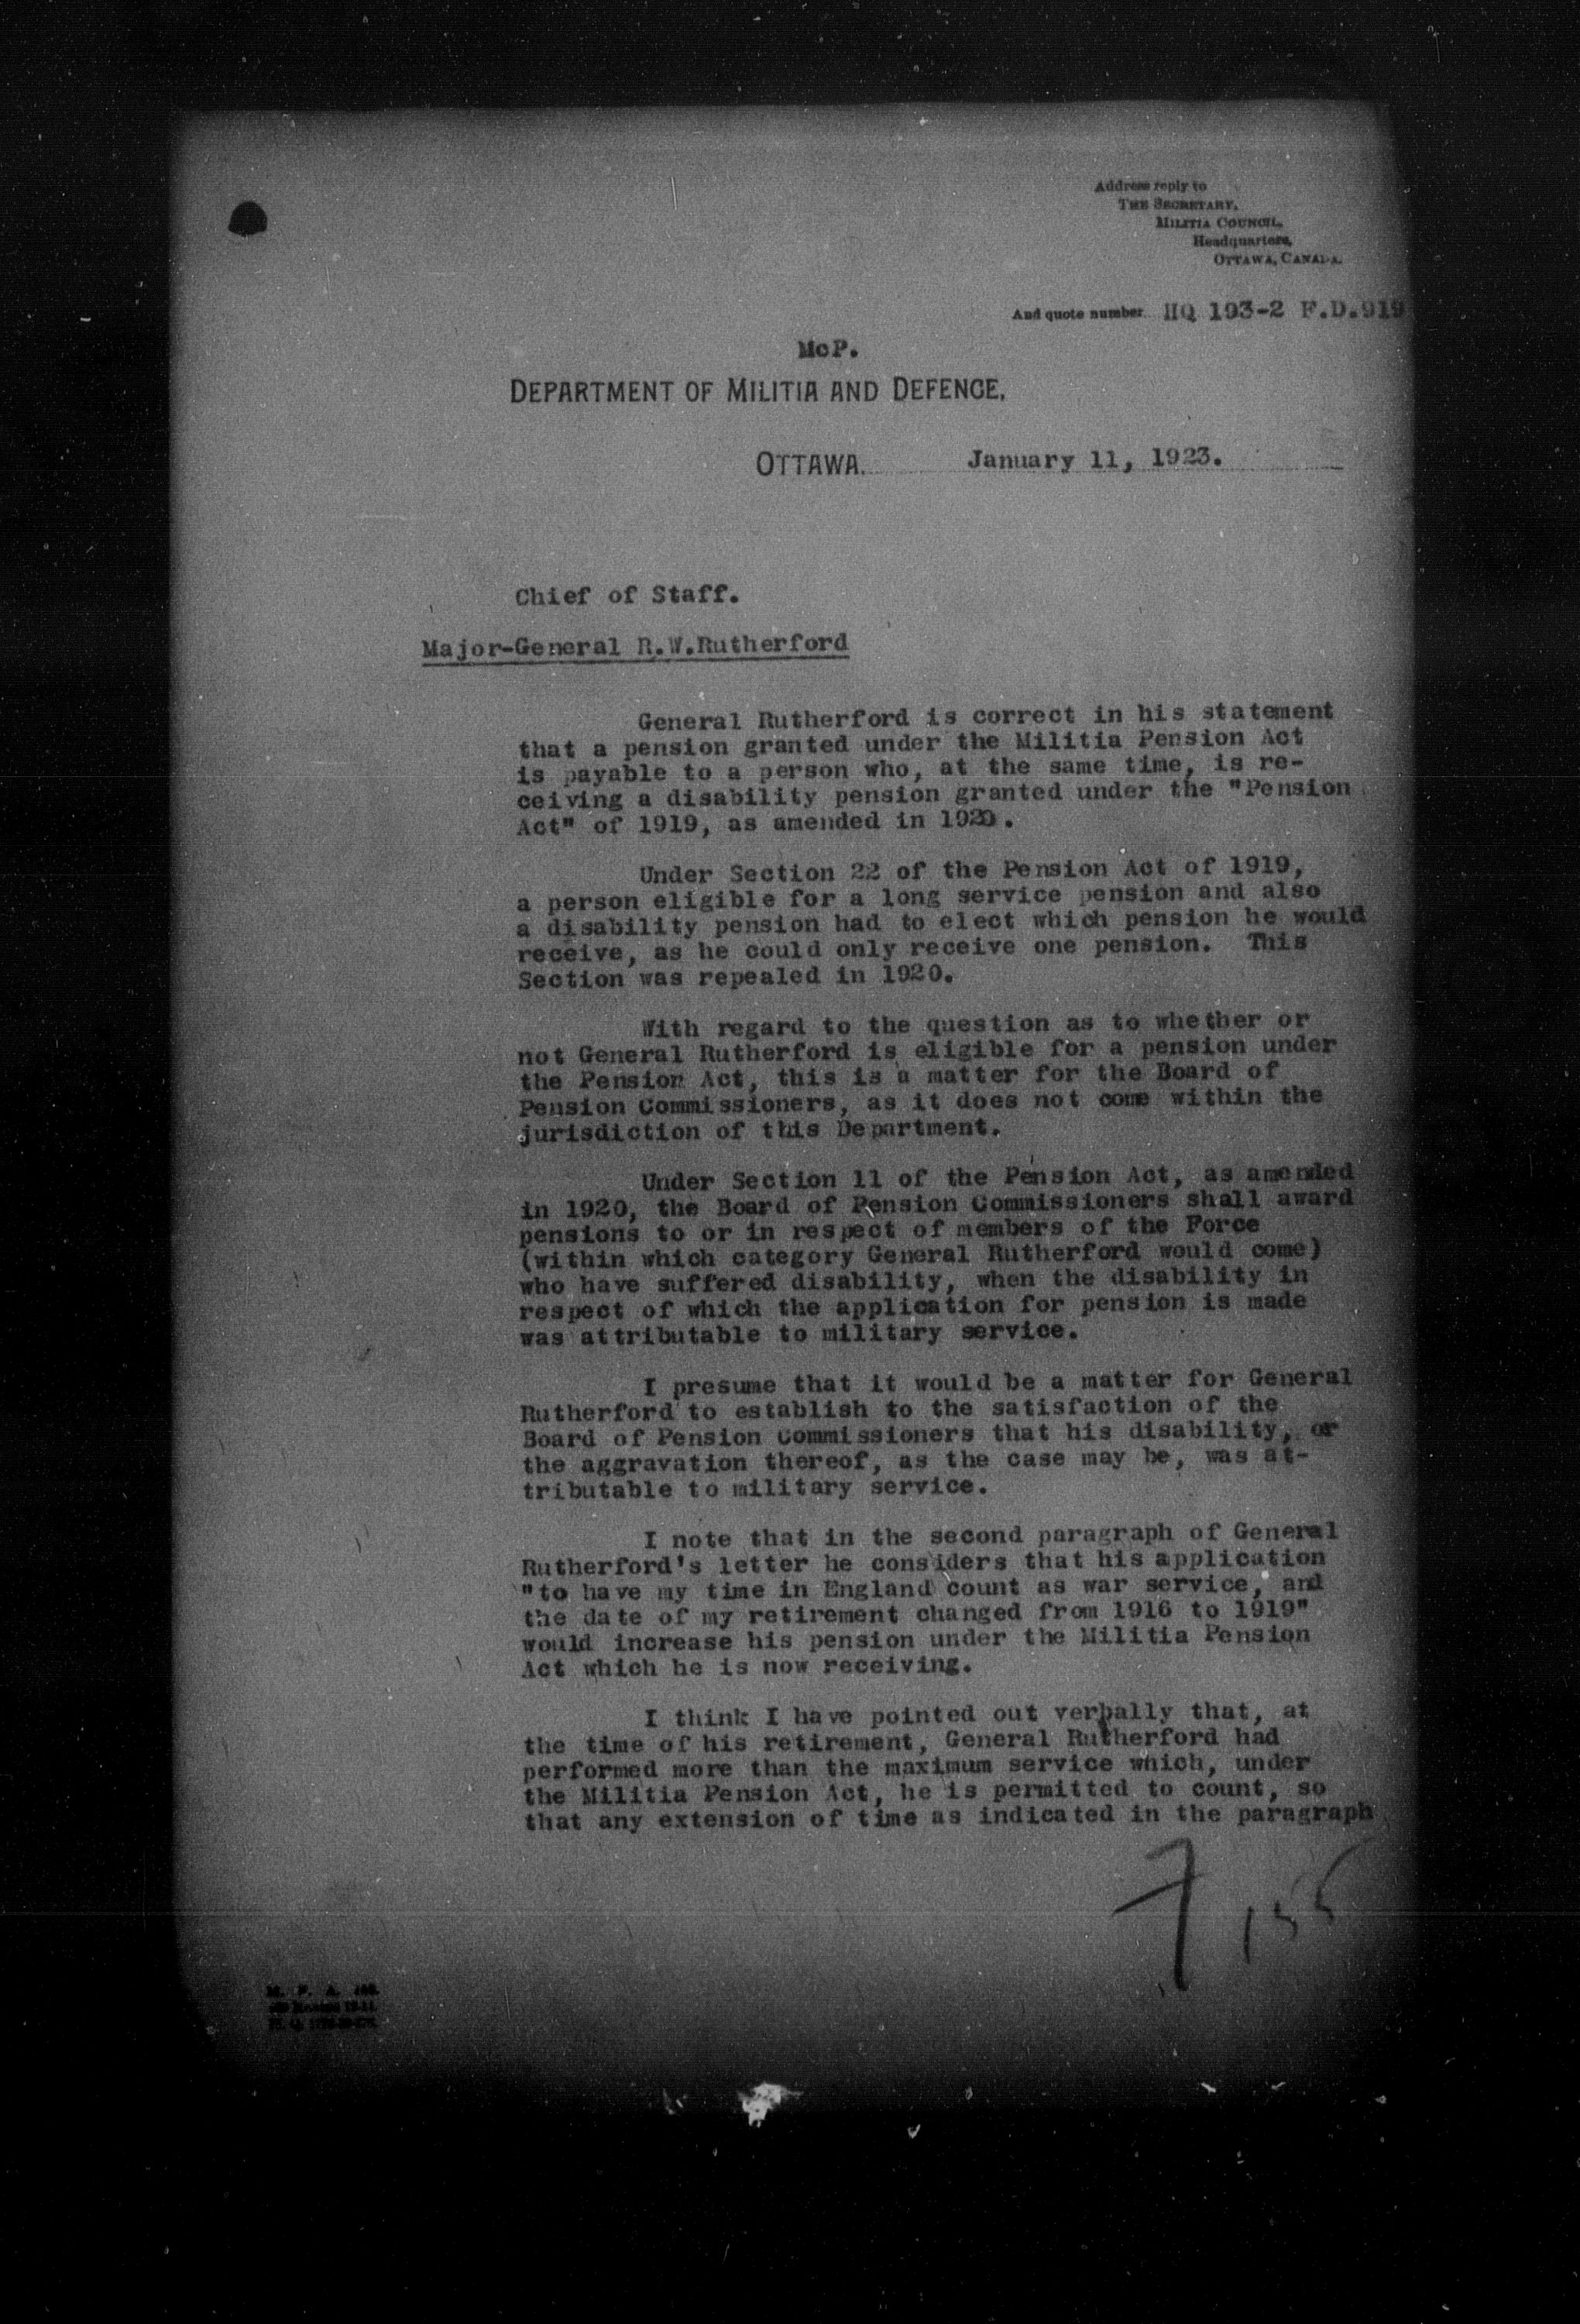 Address reply to
THE SECRETARY,
MILITIA COUNCIL,
Headquarters,
OTTAWA, CANADA.
And quote number HQ 193-2 F.D.919
McP.
DEPARTMENT OF MILITIA AND DEFENCE.
OTTAWA. January 11, 1923.
Chief of Staff.
Major-General R.W.Rutherford
General Rutherford is correct in his statement
that a pension granted under the Militia Pension Act
is payable to a person who, at the same time, is re-
ceiving a disability pension granted under the "Pension
Act" of 1919, as amended in 1920.
Under Section 22 of the Pension Act of 1919,
a person eligible for a long service pension and also
a disability pension had to elect which pension he would
receive, as he could only receive one pension. This
Section was repealed in 1920.
With regard to the question as to whether or
not General Rutherford is eligible for a pension under
the Pension Act, this is a matter for the Board of
Pension Commissioners, as it does not come within the
jurisdiction of this Department.
Under Section 11 of the Pension Act, as amended
in 1920, the Board of Pension Commissioners shall award
pensions to or in respect of members of the Force
(within which category General Rutherford would come)
who have suffered disability, when the disability in
respect of which the application for pension is made
was attributable to military service.
I presume that it would be a matter for General
Rutherford to establish to the satisfaction of the
Board of Pension Commissioners that his disability, or
the aggravation thereof, as the case may be, was at-
tributable to military service.
I note that in the second paragraph of General
Rutherford's letter he considers that his application
"to have my time in England count as war service, and
the date of my retirement changed from 1916 to 1919"
would increase his pension under the Militia Pension
Act which he is now receiving.
I think I have pointed out verbally that, at
the time of his retirement, General Rutherford had
performed more than the maximum service which, under
the Militia Pension Act, he is permitted to count, so
that any extension of time as indicated in the paragraph
7 155
M. F. A.